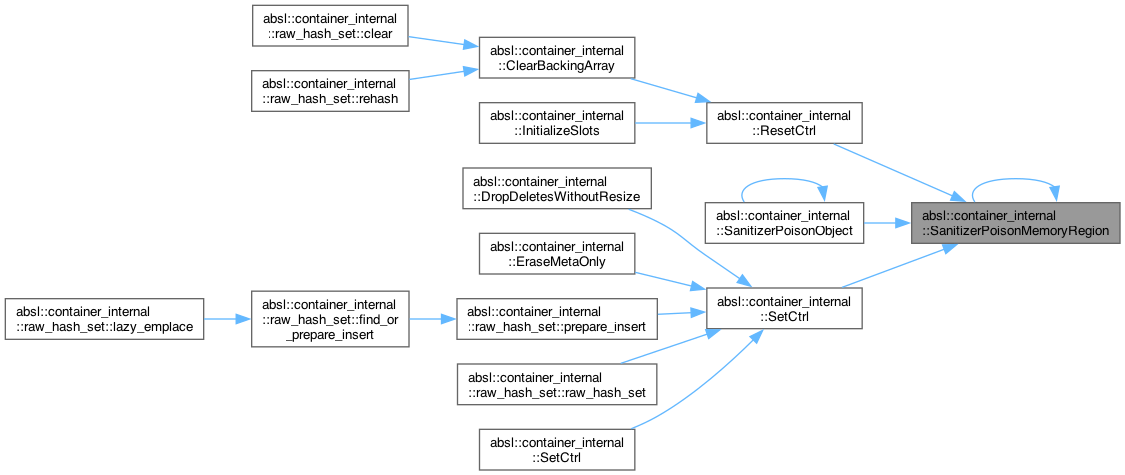 absl::container_internal
::raw_hash_set::clear
absl::container_internal
::ClearBackingArray
absl::container_internal
::raw_hash_set::rehash
absl::container_internal
::InitializeSlots
absl::container_internal
::ResetCtrl
absl::container_internal
::DropDeletesWithoutResize
absl::container_internal
::SanitizerPoisonObject
absl::container_internal
::SanitizerPoisonMemoryRegion
absl::container_internal
::EraseMetaOnly
absl::container_internal
::raw_hash_set::lazy_emplace
absl::container_internal
::raw_hash_set::find_or
_prepare_insert
absl::container_internal
::raw_hash_set::prepare_insert
absl::container_internal
::SetCtrl
absl::container_internal
::raw_hash_set::raw_hash_set
absl::container_internal
::SetCtrl